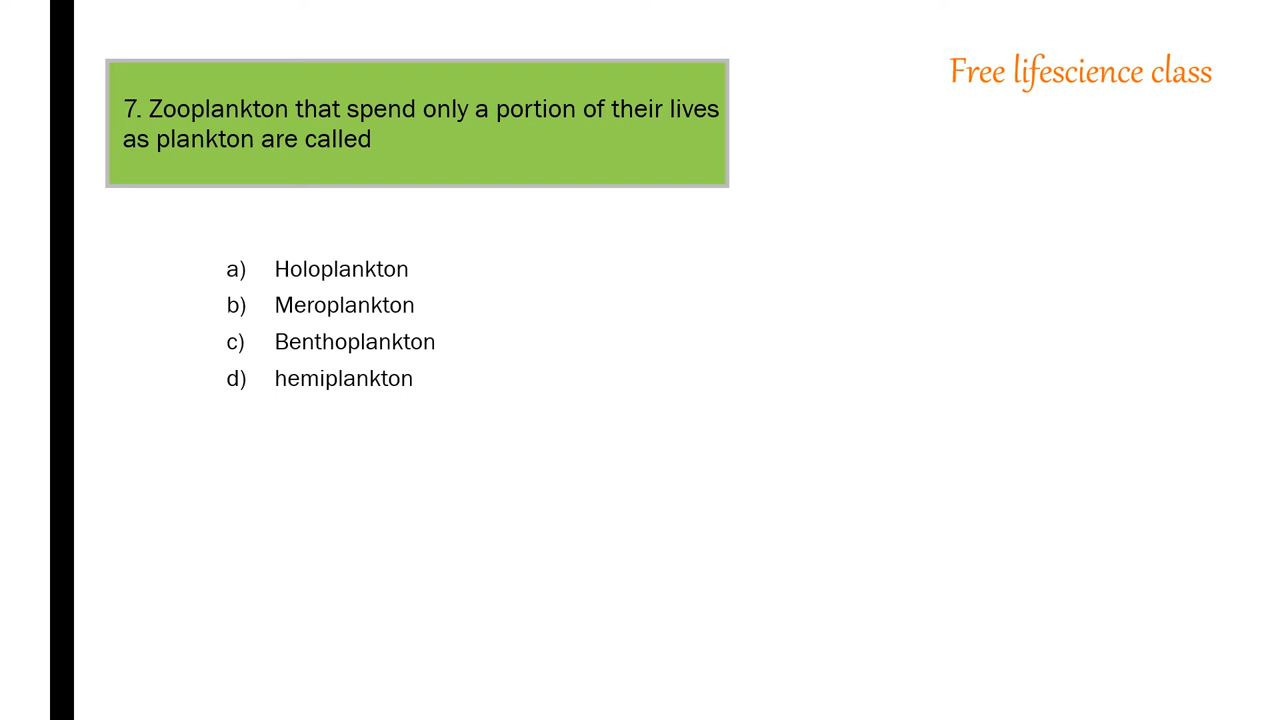 Free lifescience class
7. Zooplankton that spend only a portion of their lives
as plankton are called
a) Holoplankton
b) Meroplankton
c) Benthoplankton
d) hemiplankton